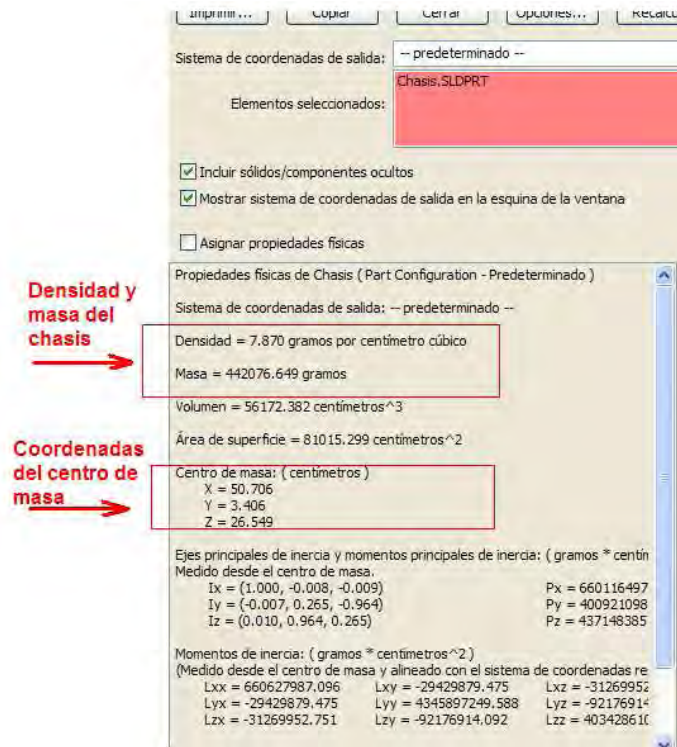 Imprimir... Copiar Cerrar Opciones... Recalcu
Sistema de coordenadas de salida: -- predeterminado --
Elementos seleccionados: Chasis.SLDPRT
Incluir sólidos/componentes ocultos
Mostrar sistema de coordenadas de salida en la esquina de la ventana
Asignar propiedades físicas
Propiedades físicas de Chasis ( Part Configuration - Predeterminado )
Sistema de coordenadas de salida: -- predeterminado --
Densidad y
masa del
chasis
Densidad = 7.870 gramos por centímetro cúbico
Masa = 442076.649 gramos
Volumen = 56172.382 centímetros^3
Área de superficie = 81015.299 centímetros^2
Coordenadas
del centro de
masa
Centro de masa: ( centímetros )
X = 50.706
Y = 3.406
Z = 26.549
Ejes principales de inercia y momentos principales de inercia: ( gramos * centím
Medido desde el centro de masa.
Ix = (1.000, -0.008, -0.009) Px = 660116497
Iy = (-0.007, 0.265, -0.964) Py = 400921098
Iz = (0.010, 0.964, 0.265) Pz = 437148385
Momentos de inercia: ( gramos * centímetros^2 )
(Medido desde el centro de masa y alineado con el sistema de coordenadas re
Lxx = 660627987.096 Lxy = -29429879.475 Lxz = -31269952
Lyx = -29429879.475 Lyy = 4345897249.588 Lyz = -9217691
Lzx = -31269952.751 Lzy = -92176914.092 Lzz = 40342861